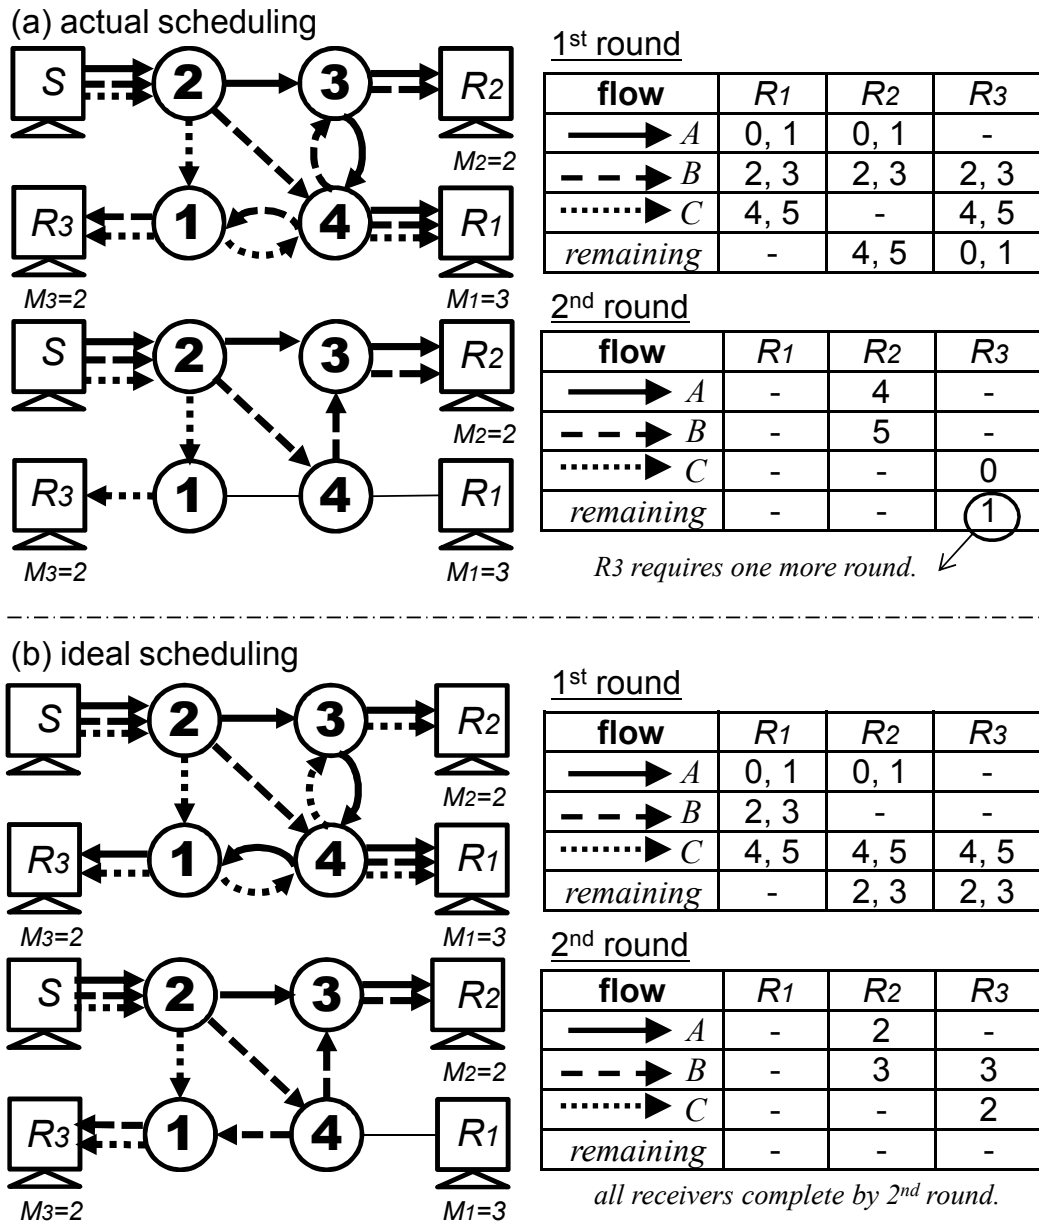 (a) actual scheduling
S 2 3 R2
M2=2
R3 1 4 R1
M3=2 M1=3
S 2 3 R2
M2=2
R3 1 4 R1
M3=2 M1=3
1st round
flow R1 R2 R3
A 0, 1 0, 1 -
B 2, 3 2, 3 2, 3
C 4, 5 - 4, 5
remaining - 4, 5 0, 1
2nd round
flow R1 R2 R3
A - 4 -
B - 5 -
C - - 0
remaining - - 1
R3 requires one more round.
(b) ideal scheduling
S 2 3 R2
M2=2
R3 1 4 R1
M3=2 M1=3
S 2 3 R2
M2=2
R3 1 4 R1
M3=2 M1=3
1st round
flow R1 R2 R3
A 0, 1 0, 1 -
B 2, 3 - -
C 4, 5 4, 5 4, 5
remaining - 2, 3 2, 3
2nd round
flow R1 R2 R3
A - 2 -
B - 3 3
C - - 2
remaining - - -
all receivers complete by 2nd round.